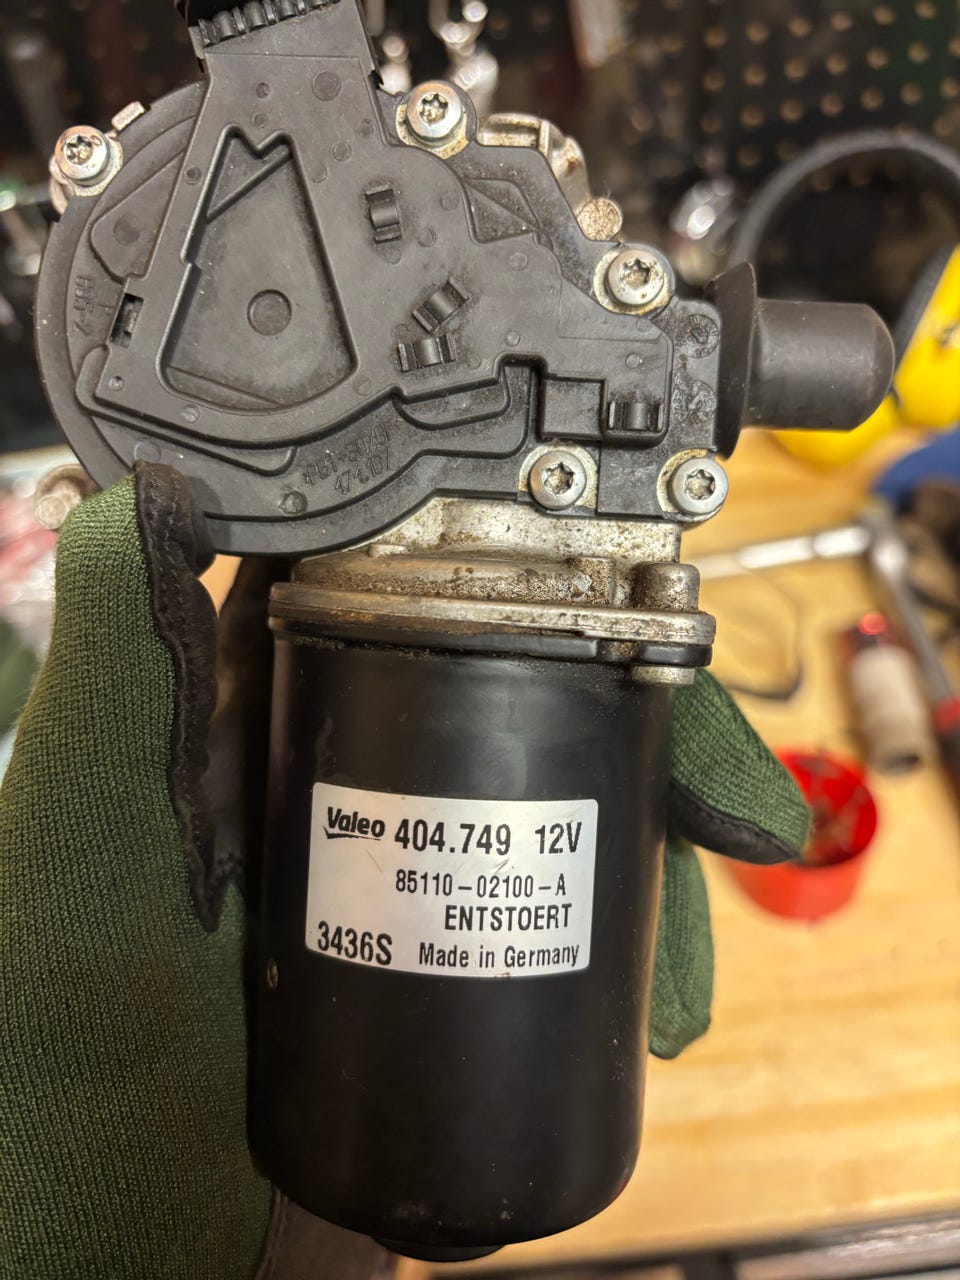 Valeo 404.749 12V
85110-02100-A
ENTSTOERT
3436S Made in Germany